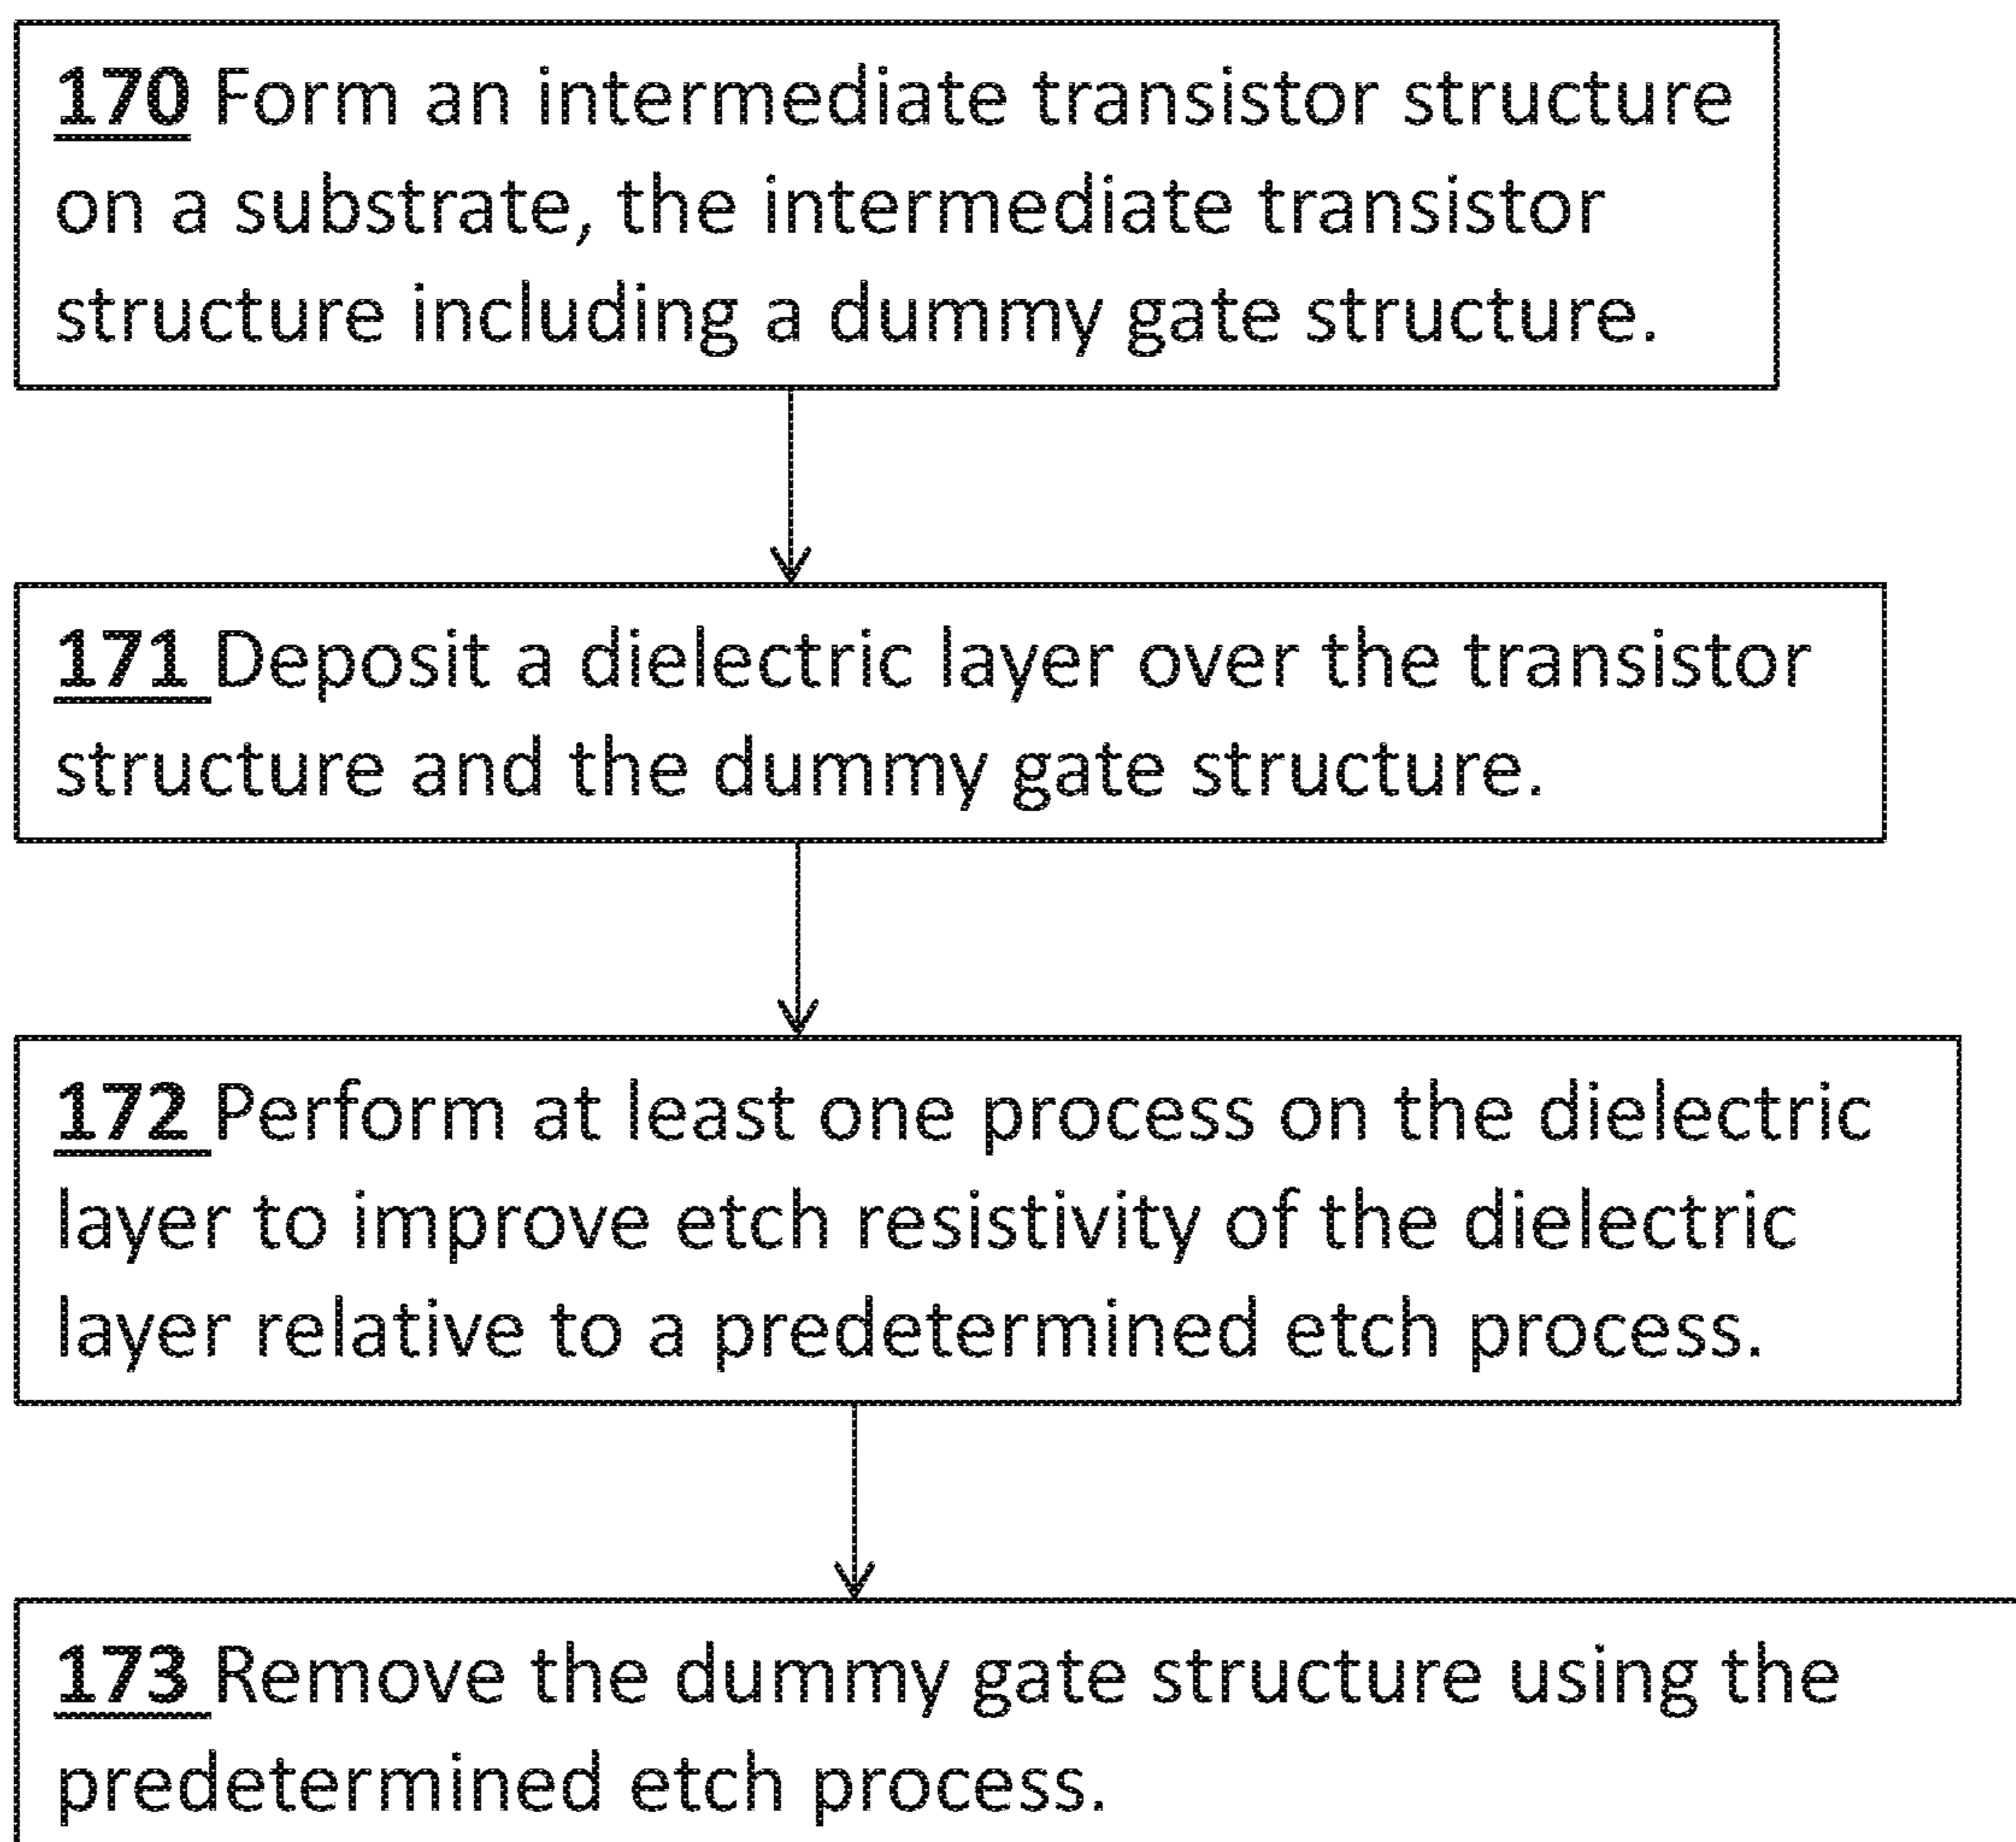 170 Form an intermediate transistor structure
on a substrate, the intermediate transistor
structure including a dummy gate structure.
171 Deposit a dielectric layer over the transistor
structure and the dummy gate structure.
172 Perform at least one process on the dielectric
layer to improve etch resistivity of the dielectric
layer relative to a predetermined etch process.
173 Remove the dummy gate structure using the
predetermined etch process.